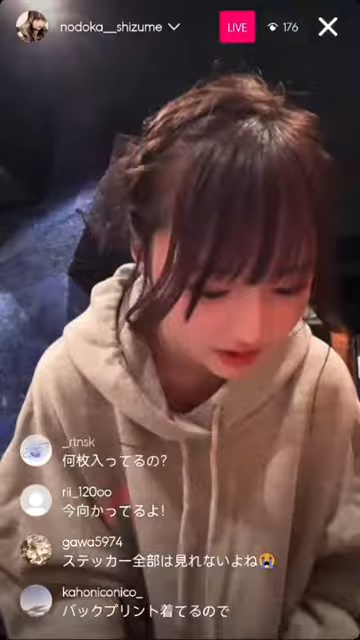 nodoka__shizume
LIVE
176
_rtnsk
何枚入ってるの?
rii_120oo
今向かってるよ!
gawa5974
ステッカー全部は見れないよね😭
kahoniconico_
バックプリント着てるので